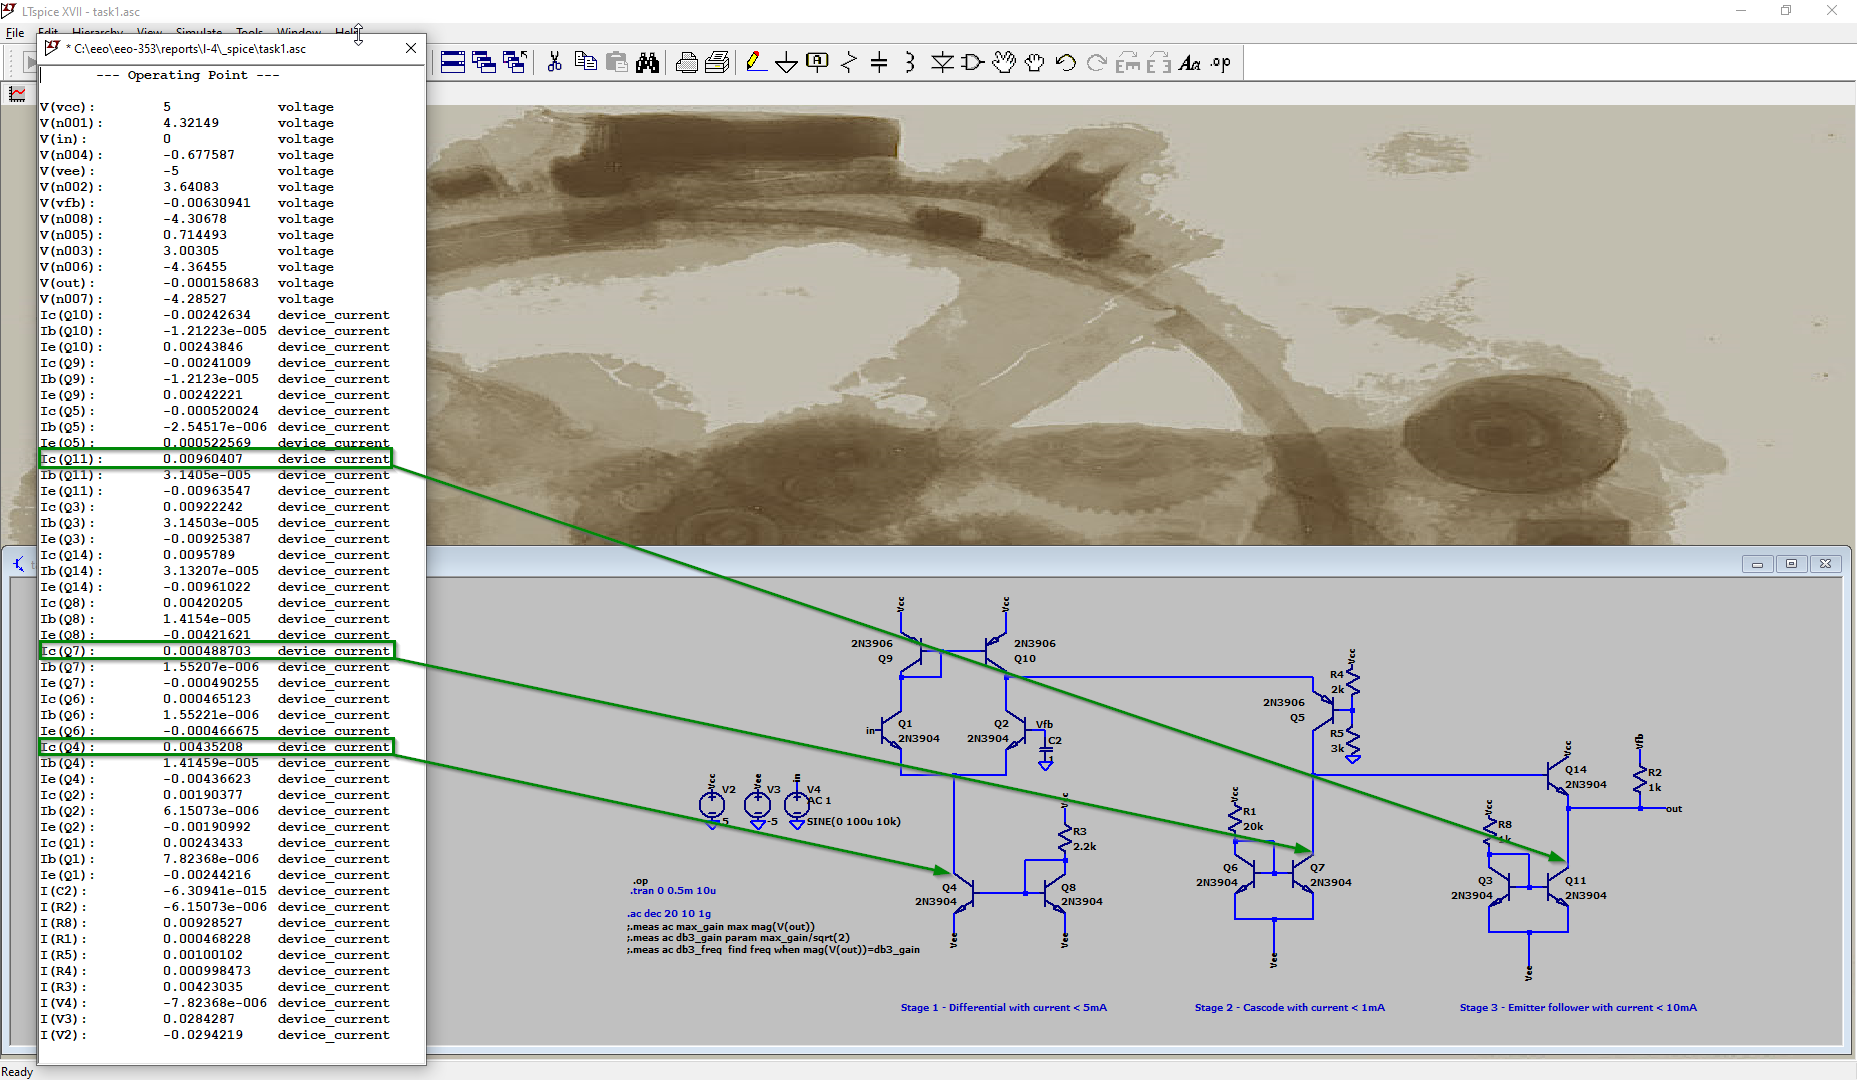 LTspice XVII - task1.asc
File Edit Hierarchy View Simulate Tools Window Help
* C:\eeo\eeo-353\reports\l-4\_spice\task1.asc
--- Operating Point ---
V(vcc): 5 voltage
V(n001): 4.32149 voltage
V(in): 0 voltage
V(n004): -0.677587 voltage
V(vee): -5 voltage
V(n002): 3.64083 voltage
V(vfb): -0.00630941 voltage
V(n008): -4.30678 voltage
V(n005): 0.714493 voltage
V(n003): 3.00305 voltage
V(n006): -4.36455 voltage
V(out): -0.000158683 voltage
V(n007): -4.28527 voltage
Ic(Q10): -0.00242634 device_current
Ib(Q10): -1.21223e-005 device_current
Ie(Q10): 0.00243846 device_current
Ic(Q9): -0.00241009 device_current
Ib(Q9): -1.2123e-005 device_current
Ie(Q9): 0.00242221 device_current
Ic(Q5): -0.000520024 device_current
Ib(Q5): -2.54517e-006 device_current
Ie(Q5): 0.000522569 device_current
Ic(Q11): 0.00960407 device_current
Ib(Q11): 3.1405e-005 device_current
Ie(Q11): -0.00963547 device_current
Ic(Q3): 0.00922242 device_current
Ib(Q3): 3.14503e-005 device_current
Ie(Q3): -0.00925387 device_current
Ic(Q14): 0.0095789 device_current
Ib(Q14): 3.13207e-005 device_current
Ie(Q14): -0.00961022 device_current
Ic(Q8): 0.00420205 device_current
Ib(Q8): 1.4154e-005 device_current
Ie(Q8): -0.00421621 device_current
Ic(Q7): 0.000488703 device_current
Ib(Q7): 1.55207e-006 device_current
Ie(Q7): -0.000490255 device_current
Ic(Q6): 0.000465123 device_current
Ib(Q6): 1.55221e-006 device_current
Ie(Q6): -0.000466675 device_current
Ic(Q4): 0.00435208 device_current
Ib(Q4): 1.41459e-005 device_current
Ie(Q4): -0.00436623 device_current
Ic(Q2): 0.00190377 device_current
Ib(Q2): 6.15073e-006 device_current
Ie(Q2): -0.00190992 device_current
Ic(Q1): 0.00243433 device_current
Ib(Q1): 7.82368e-006 device_current
Ie(Q1): -0.00244216 device_current
I(C2): -6.30941e-015 device_current
I(R2): -6.15073e-006 device_current
I(R8): 0.00928527 device_current
I(R1): 0.000468228 device_current
I(R5): 0.00100102 device_current
I(R4): 0.000998473 device_current
I(R3): 0.00423035 device_current
I(V4): -7.82368e-006 device_current
I(V3): 0.0284287 device_current
I(V2): -0.0294219 device_current
Aa .op
Vcc Vcc
2N3906 2N3906
Q9 Q10
in Q1 Q2 Vfb
2N3904 2N3904 C2
1
Vcc
R4
2k
2N3906
Q5
R5
3k
Vcc Vee in
V2 V3 V4
AC 1
5 -5 SINE(0 100u 10k)
Vcc
R3
2.2k
Q4 Q8
2N3904 2N3904
Vee Vee
Vcc
R1
20k
Q6 Q7
2N3904 2N3904
Vee
Vcc Vfb
Q14 R2
2N3904 1k
out
Vcc
R8
1k
Q3 Q11
2N3904 2N3904
Vee
.op
.tran 0 0.5m 10u
.ac dec 20 10 1g
;.meas ac max_gain max mag(V(out))
;.meas ac db3_gain param max_gain/sqrt(2)
;.meas ac db3_freq find freq when mag(V(out))=db3_gain
Stage 1 - Differential with current < 5mA
Stage 2 - Cascode with current < 1mA
Stage 3 - Emitter follower with current < 10mA
Ready